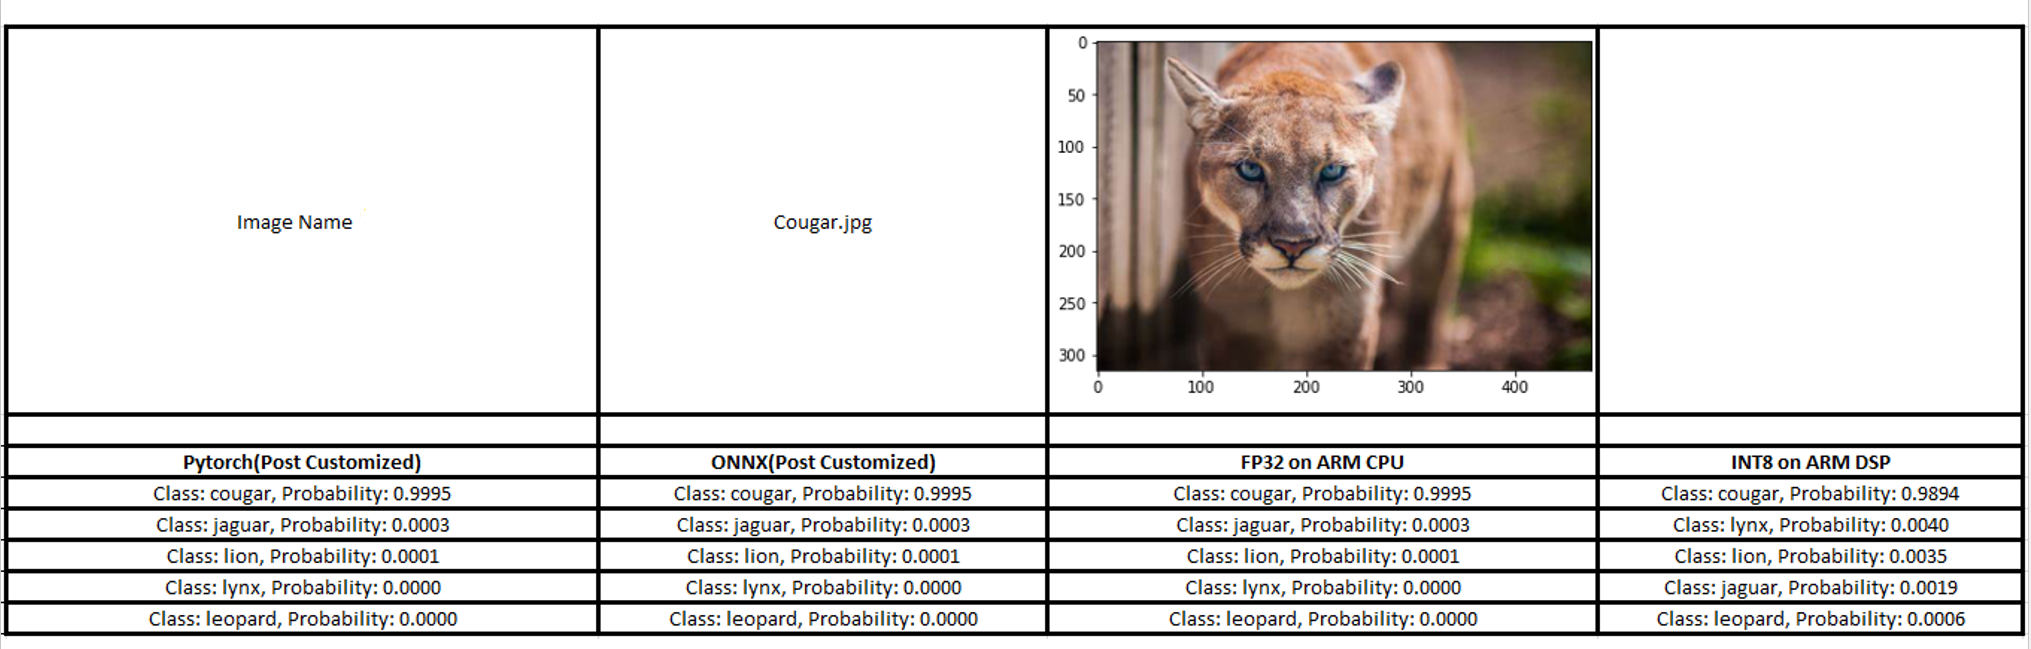 Image Name
Cougar.jpg
0
50
100
150
200
250
300
0 100 200 300 400
Pytorch(Post Customized) ONNX(Post Customized) FP32 on ARM CPU INT8 on ARM DSP
Class: cougar, Probability: 0.9995 Class: cougar, Probability: 0.9995 Class: cougar, Probability: 0.9995 Class: cougar, Probability: 0.9894
Class: jaguar, Probability: 0.0003 Class: jaguar, Probability: 0.0003 Class: jaguar, Probability: 0.0003 Class: lynx, Probability: 0.0040
Class: lion, Probability: 0.0001 Class: lion, Probability: 0.0001 Class: lion, Probability: 0.0001 Class: lion, Probability: 0.0035
Class: lynx, Probability: 0.0000 Class: lynx, Probability: 0.0000 Class: lynx, Probability: 0.0000 Class: jaguar, Probability: 0.0019
Class: leopard, Probability: 0.0000 Class: leopard, Probability: 0.0000 Class: leopard, Probability: 0.0000 Class: leopard, Probability: 0.0006